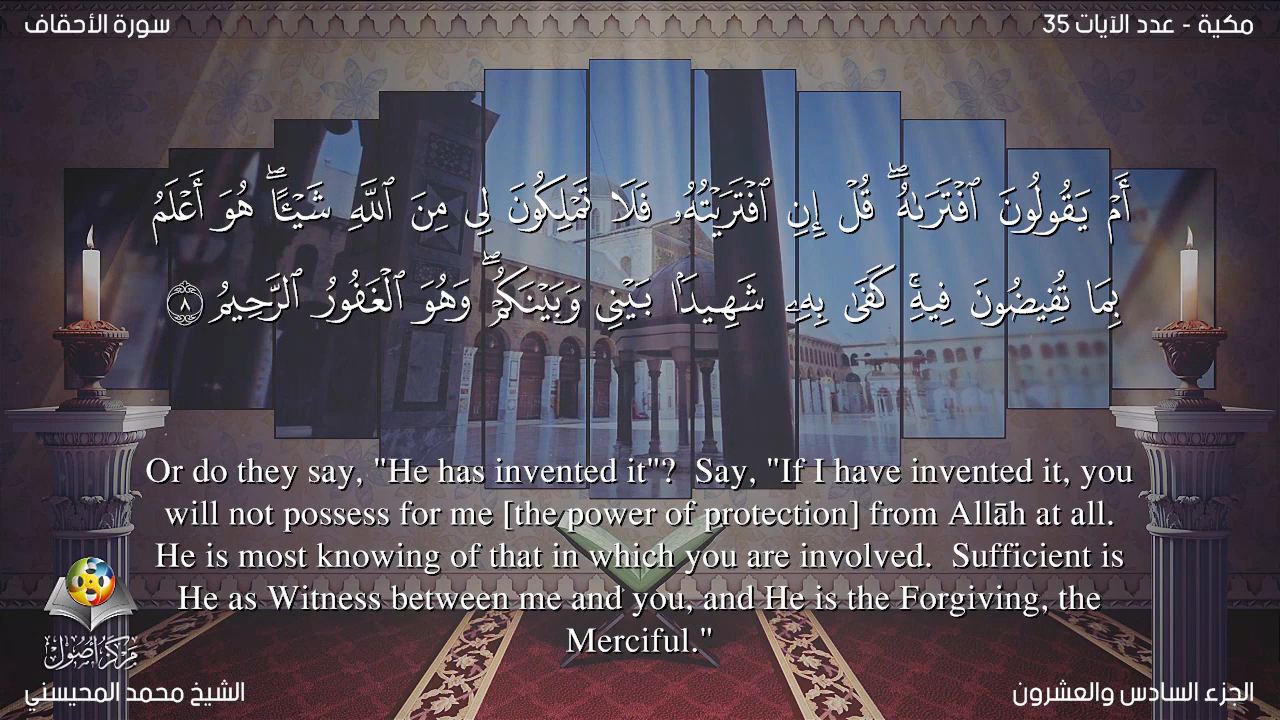 سورة الأحقاف
مكية - عدد الآيات 35
أَمْ يَقُولُونَ ٱفْتَرَىٰهُ ۖ قُلْ إِنِ ٱفْتَرَيْتُهُۥ فَلَا تَمْلِكُونَ لِى مِنَ ٱللَّهِ شَيْـًٔا ۖ هُوَ أَعْلَمُ
بِمَا تُفِيضُونَ فِيهِ ۚ كَفَىٰ بِهِۦ شَهِيدًۢا بَيْنِى وَبَيْنَكُمْ ۖ وَهُوَ ٱلْغَفُورُ ٱلرَّحِيمُ ٨
Or do they say, "He has invented it"?  Say, "If I have invented it, you
will not possess for me [the power of protection] from Allāh at all.
He is most knowing of that in which you are involved.  Sufficient is
He as Witness between me and you, and He is the Forgiving, the
Merciful."
مركز أصول
الشيخ محمد المحيسني
الجزء السادس والعشرون